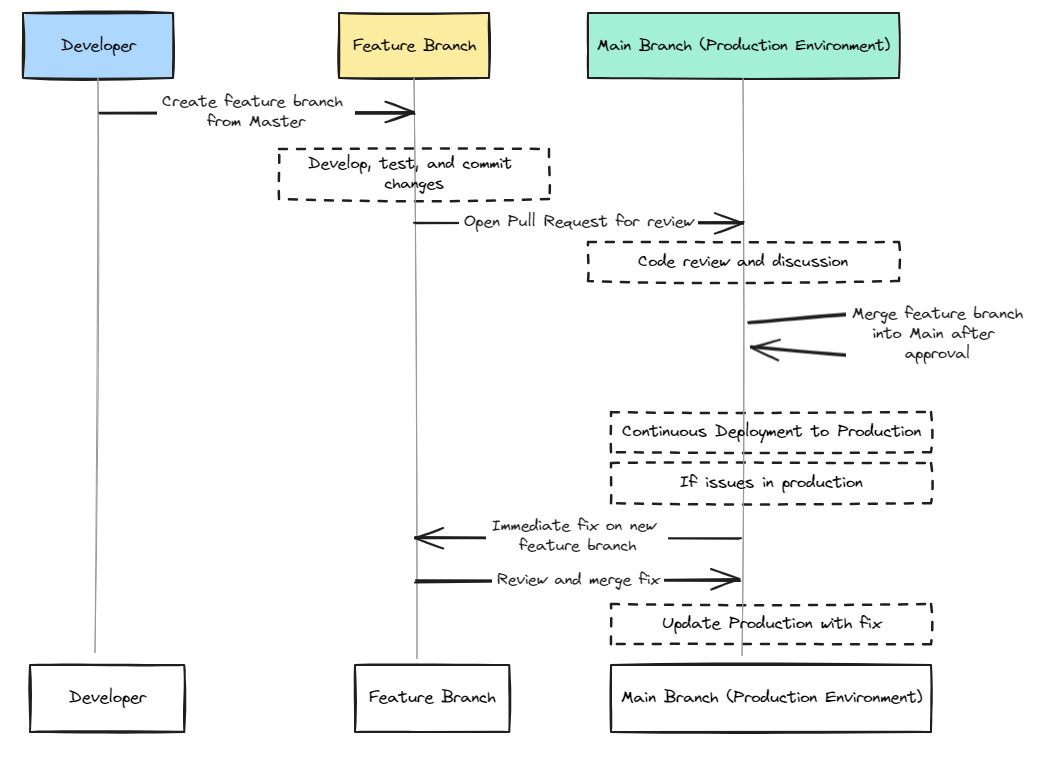 Developer
Feature Branch
Main Branch (Production Environment)
Create feature branch
from Master
Develop, test, and commit
changes
Open Pull Request for review
Code review and discussion
Merge feature branch
into Main after
approval
Continuous Deployment to Production
If issues in production
Immediate fix on new
feature branch
Review and merge fix
Update Production with fix
Developer
Feature Branch
Main Branch (Production Environment)